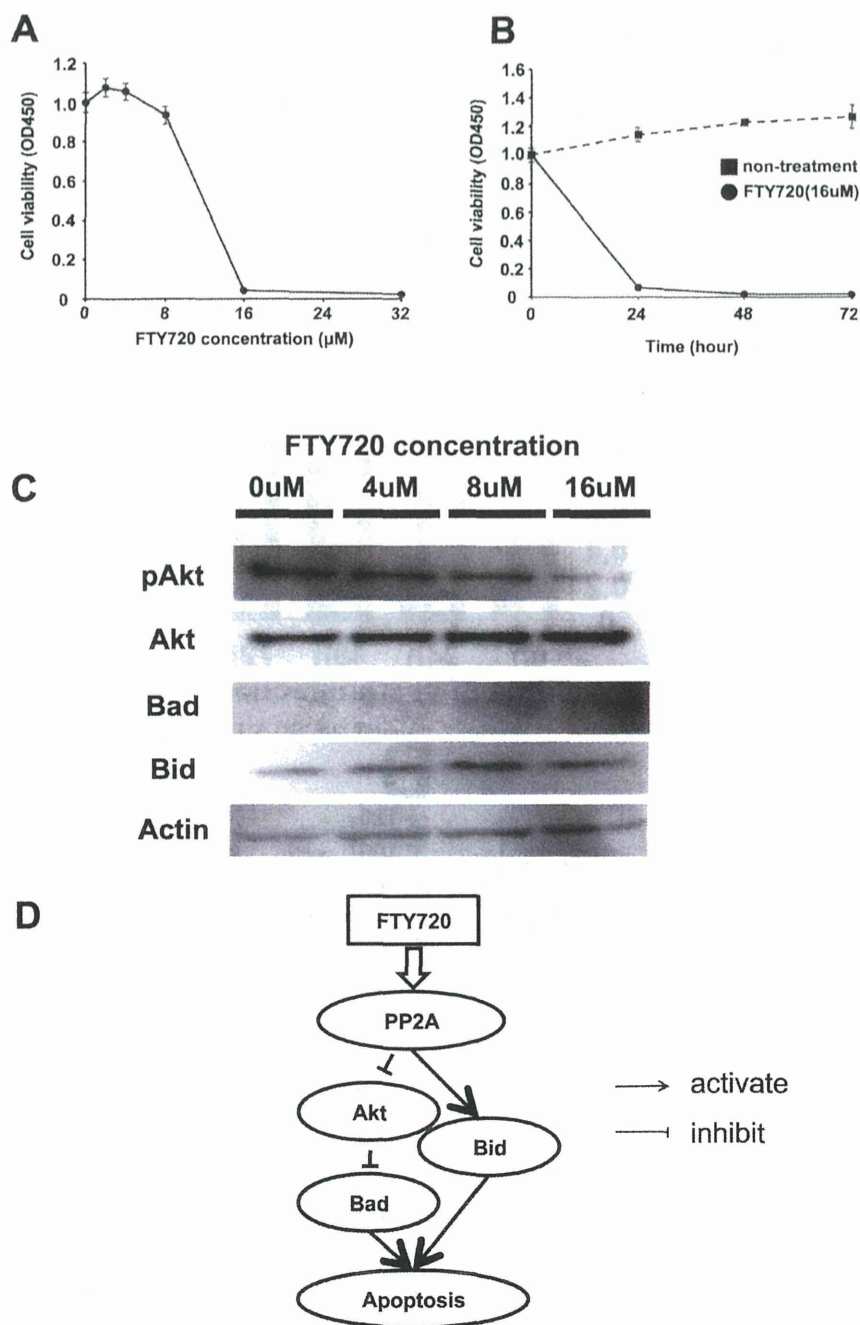 A
Cell viability (OD450)
1.2
1.0
0.8
0.6
0.4
0.2
0
0 8 16 24 32
FTY720 concentration (μM)
B
Cell viability (OD450)
1.6
1.4
1.2
1.0
0.8
0.6
0.4
0.2
0
0 24 48 72
Time (hour)
non-treatment
FTY720(16uM)
C
FTY720 concentration
0uM 4uM 8uM 16uM
pAkt
Akt
Bad
Bid
Actin
D
FTY720
PP2A
Akt
Bid
Bad
Apoptosis
activate
inhibit